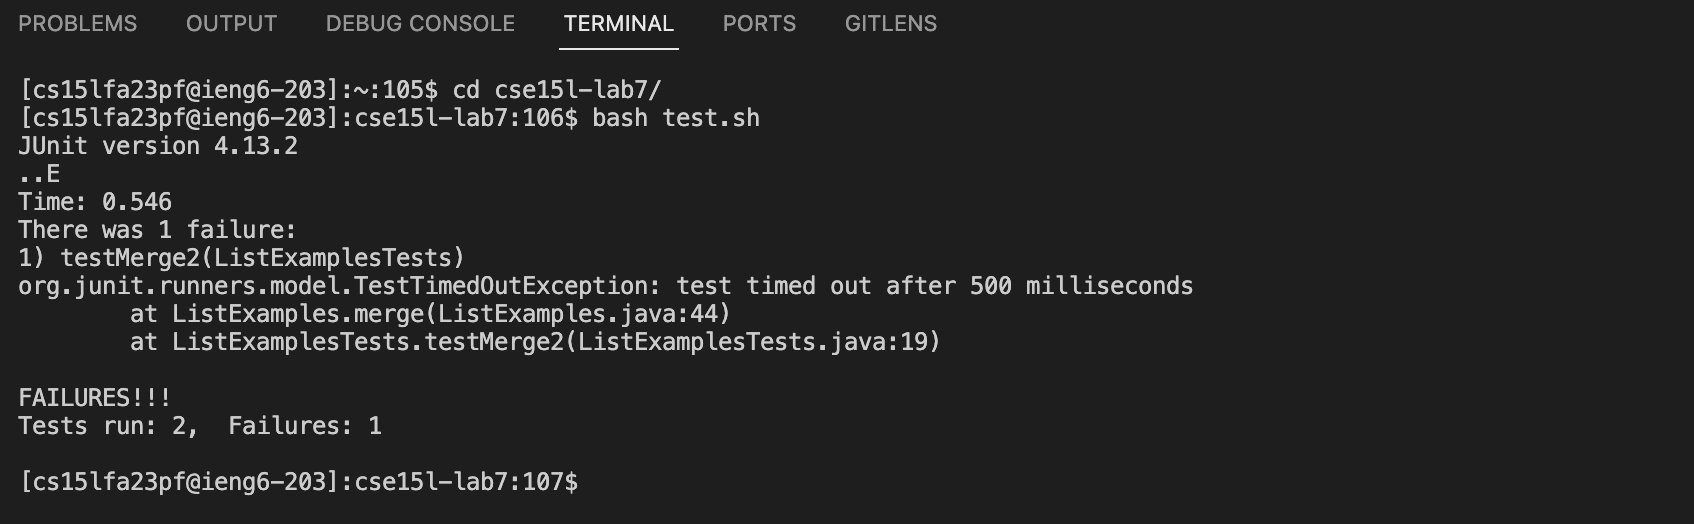 PROBLEMS OUTPUT DEBUG CONSOLE TERMINAL PORTS GITLENS
[cs15lfa23pf@ieng6-203]:~:105$ cd cse15l-lab7/
[cs15lfa23pf@ieng6-203]:cse15l-lab7:106$ bash test.sh
JUnit version 4.13.2
..E
Time: 0.546
There was 1 failure:
1) testMerge2(ListExamplesTests)
org.junit.runners.model.TestTimedOutException: test timed out after 500 milliseconds
        at ListExamples.merge(ListExamples.java:44)
        at ListExamplesTests.testMerge2(ListExamplesTests.java:19)
FAILURES!!!
Tests run: 2,  Failures: 1
[cs15lfa23pf@ieng6-203]:cse15l-lab7:107$